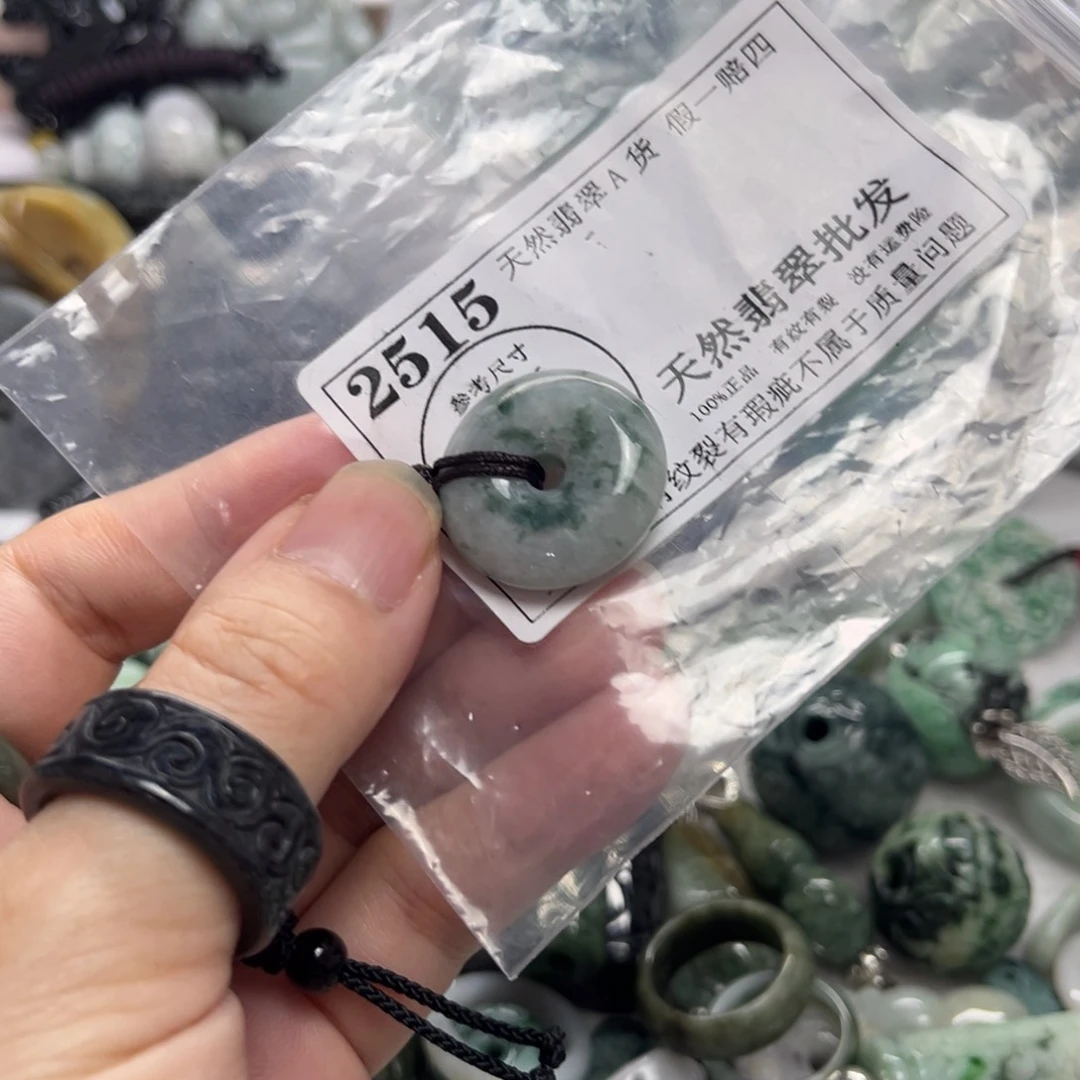 2515
天然翡翠A货 假一赔四
参考尺寸
天然翡翠批发
100%正品 有纹有裂 没有运费险
纹裂有瑕疵不属于质量问题